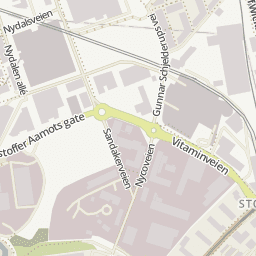 Nydalsveien
Nydalen allé
Gunnar Schjelderups vei
stoffer Aamots gate
Sandakerveien
Nycoveien
Vitaminveien
STO